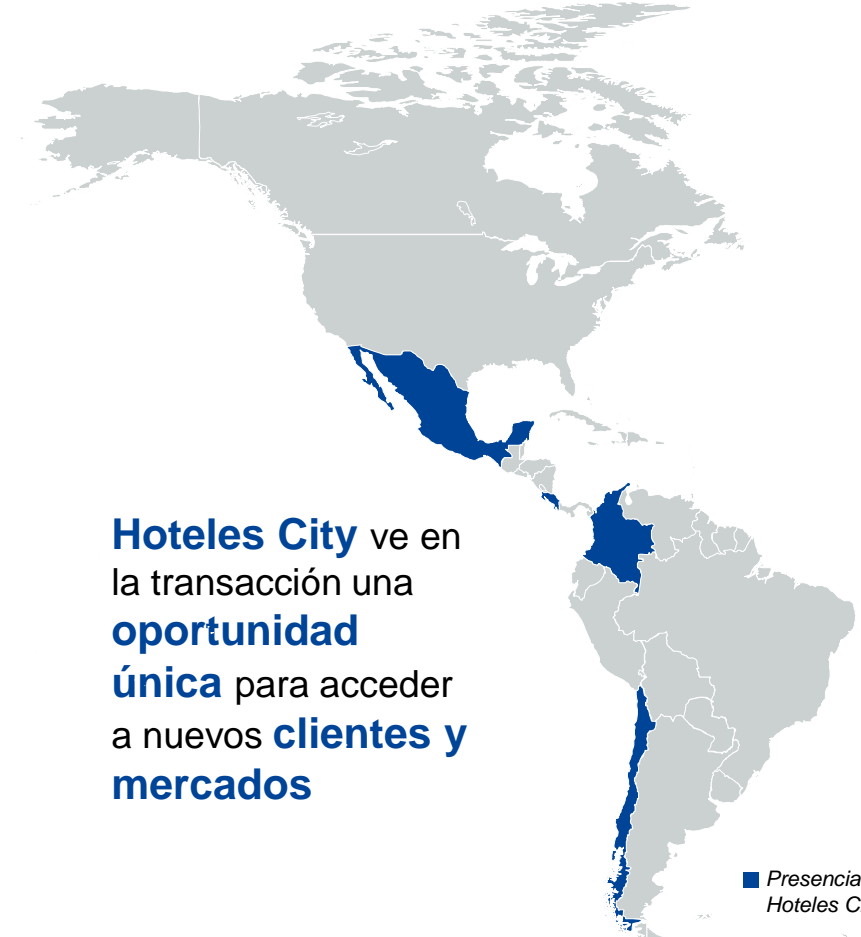 Hoteles City ve en
la transacción una
oportunidad
única para acceder
a nuevos clientes y
mercados
Presencia
Hoteles C